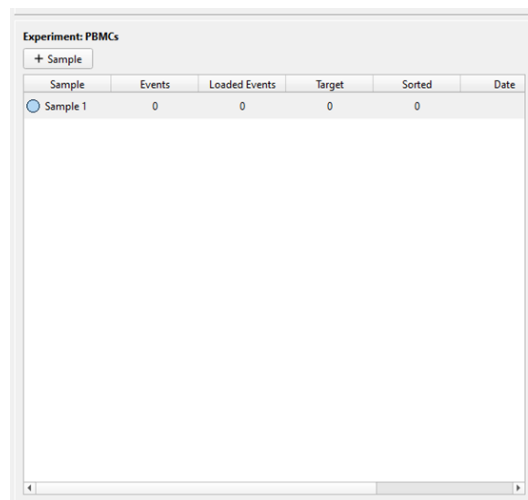 Experiment: PBMCs
+ Sample
Sample Events Loaded Events Target Sorted Date
Sample 1 0 0 0 0